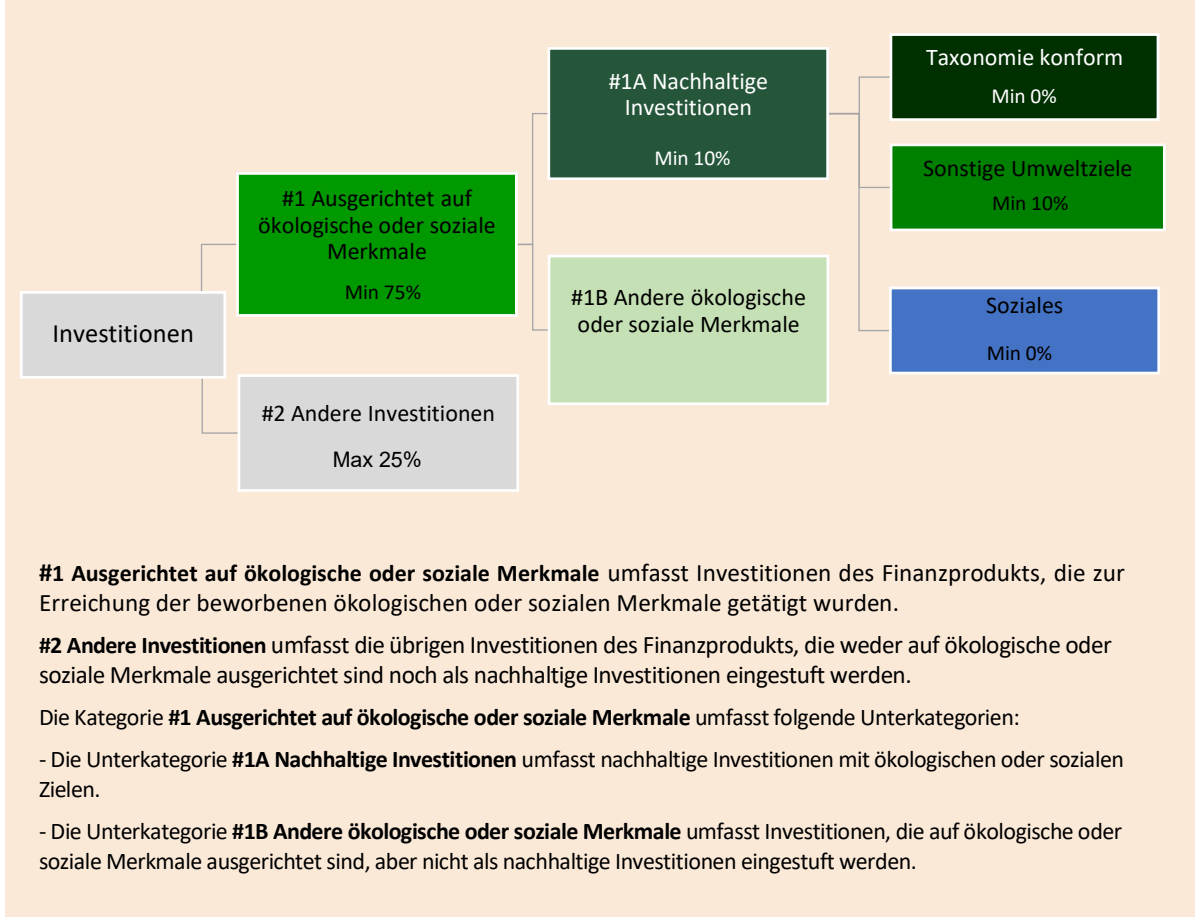 Investitionen
#1 Ausgerichtet auf
ökologische oder soziale
Merkmale
Min 75%
#2 Andere Investitionen
Max 25%
#1A Nachhaltige
Investitionen
Min 10%
#1B Andere ökologische
oder soziale Merkmale
Taxonomie konform
Min 0%
Sonstige Umweltziele
Min 10%
Soziales
Min 0%
#1 Ausgerichtet auf ökologische oder soziale Merkmale umfasst Investitionen des Finanzprodukts, die zur
Erreichung der beworbenen ökologischen oder sozialen Merkmale getätigt wurden.
#2 Andere Investitionen umfasst die übrigen Investitionen des Finanzprodukts, die weder auf ökologische oder
soziale Merkmale ausgerichtet sind noch als nachhaltige Investitionen eingestuft werden.
Die Kategorie #1 Ausgerichtet auf ökologische oder soziale Merkmale umfasst folgende Unterkategorien:
- Die Unterkategorie #1A Nachhaltige Investitionen umfasst nachhaltige Investitionen mit ökologischen oder sozialen
Zielen.
- Die Unterkategorie #1B Andere ökologische oder soziale Merkmale umfasst Investitionen, die auf ökologische oder
soziale Merkmale ausgerichtet sind, aber nicht als nachhaltige Investitionen eingestuft werden.